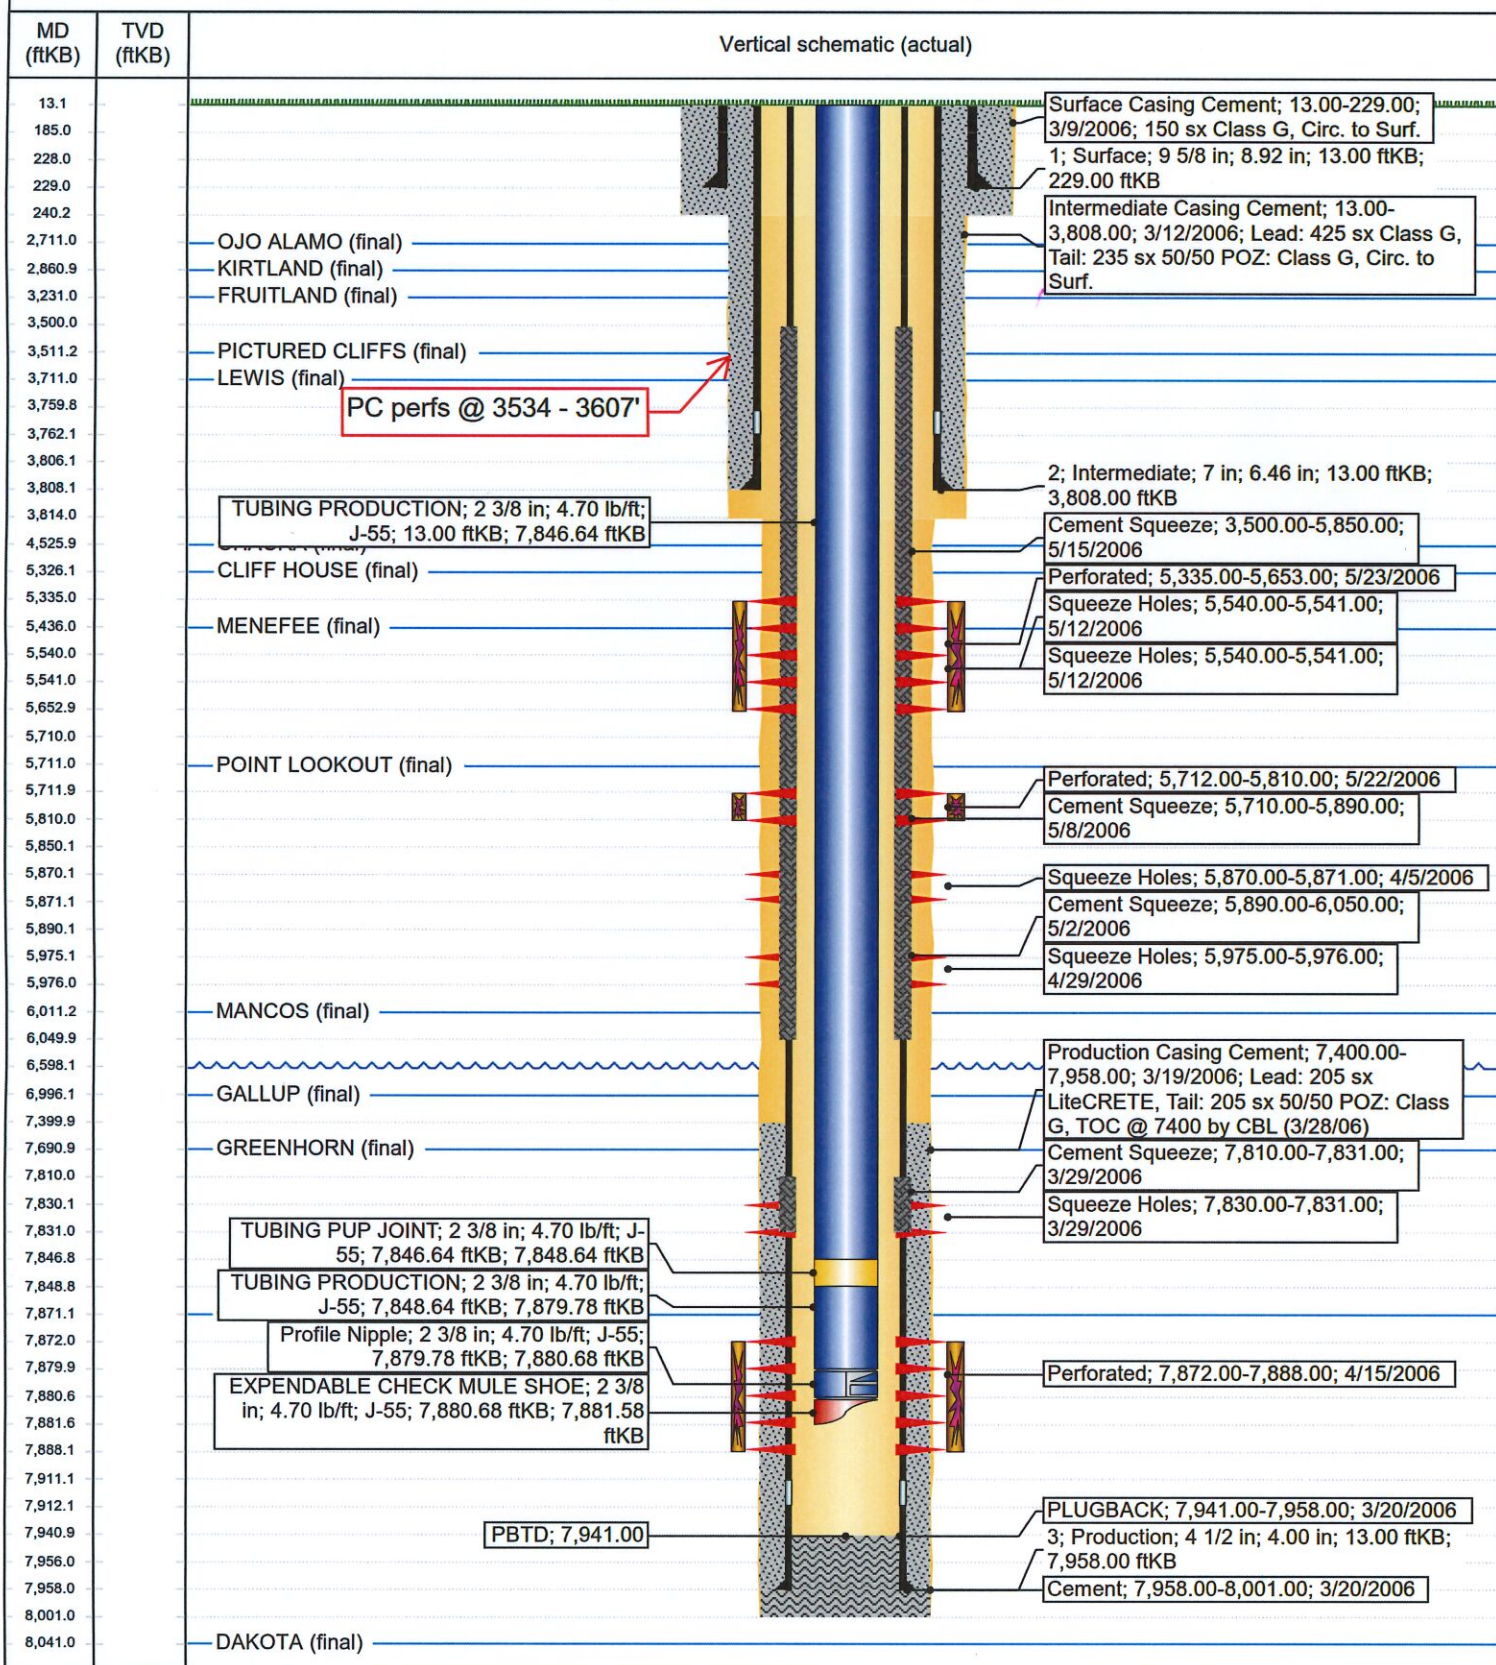 MD
(ftKB)
TVD
(ftKB)
Vertical schematic (actual)
13.1
185.0
228.0
229.0
240.2
2,711.0
2,860.9
3,231.0
3,500.0
3,511.2
3,711.0
3,759.8
3,762.1
3,806.1
3,808.1
3,814.0
4,525.9
5,326.1
5,335.0
5,436.0
5,540.0
5,541.0
5,652.9
5,710.0
5,711.0
5,711.9
5,810.0
5,850.1
5,870.1
5,871.1
5,890.1
5,975.1
5,976.0
6,011.2
6,049.9
6,598.1
6,996.1
7,399.9
7,690.9
7,810.0
7,830.1
7,831.0
7,846.8
7,848.8
7,871.1
7,872.0
7,879.9
7,880.6
7,881.6
7,888.1
7,911.1
7,912.1
7,940.9
7,956.0
7,958.0
8,001.0
8,041.0
OJO ALAMO (final)
KIRTLAND (final)
FRUITLAND (final)
PICTURED CLIFFS (final)
LEWIS (final)
PC perfs @ 3534 - 3607'
TUBING PRODUCTION; 2 3/8 in; 4.70 lb/ft;
J-55; 13.00 ftKB; 7,846.64 ftKB
CLIFF HOUSE (final)
MENEFEE (final)
POINT LOOKOUT (final)
MANCOS (final)
GALLUP (final)
GREENHORN (final)
TUBING PUP JOINT; 2 3/8 in; 4.70 lb/ft; J-
55; 7,846.64 ftKB; 7,848.64 ftKB
TUBING PRODUCTION; 2 3/8 in; 4.70 lb/ft;
J-55; 7,848.64 ftKB; 7,879.78 ftKB
Profile Nipple; 2 3/8 in; 4.70 lb/ft; J-55;
7,879.78 ftKB; 7,880.68 ftKB
EXPENDABLE CHECK MULE SHOE; 2 3/8
in; 4.70 lb/ft; J-55; 7,880.68 ftKB; 7,881.58
ftKB
PBTD; 7,941.00
DAKOTA (final)
Surface Casing Cement; 13.00-229.00;
3/9/2006; 150 sx Class G, Circ. to Surf.
1; Surface; 9 5/8 in; 8.92 in; 13.00 ftKB;
229.00 ftKB
Intermediate Casing Cement; 13.00-
3,808.00; 3/12/2006; Lead: 425 sx Class G,
Tail: 235 sx 50/50 POZ: Class G, Circ. to
Surf.
2; Intermediate; 7 in; 6.46 in; 13.00 ftKB;
3,808.00 ftKB
Cement Squeeze; 3,500.00-5,850.00;
5/15/2006
Perforated; 5,335.00-5,653.00; 5/23/2006
Squeeze Holes; 5,540.00-5,541.00;
5/12/2006
Squeeze Holes; 5,540.00-5,541.00;
5/12/2006
Perforated; 5,712.00-5,810.00; 5/22/2006
Cement Squeeze; 5,710.00-5,890.00;
5/8/2006
Squeeze Holes; 5,870.00-5,871.00; 4/5/2006
Cement Squeeze; 5,890.00-6,050.00;
5/2/2006
Squeeze Holes; 5,975.00-5,976.00;
4/29/2006
Production Casing Cement; 7,400.00-
7,958.00; 3/19/2006; Lead: 205 sx
LiteCRETE, Tail: 205 sx 50/50 POZ: Class
G, TOC @ 7400 by CBL (3/28/06)
Cement Squeeze; 7,810.00-7,831.00;
3/29/2006
Squeeze Holes; 7,830.00-7,831.00;
3/29/2006
Perforated; 7,872.00-7,888.00; 4/15/2006
PLUGBACK; 7,941.00-7,958.00; 3/20/2006
3; Production; 4 1/2 in; 4.00 in; 13.00 ftKB;
7,958.00 ftKB
Cement; 7,958.00-8,001.00; 3/20/2006